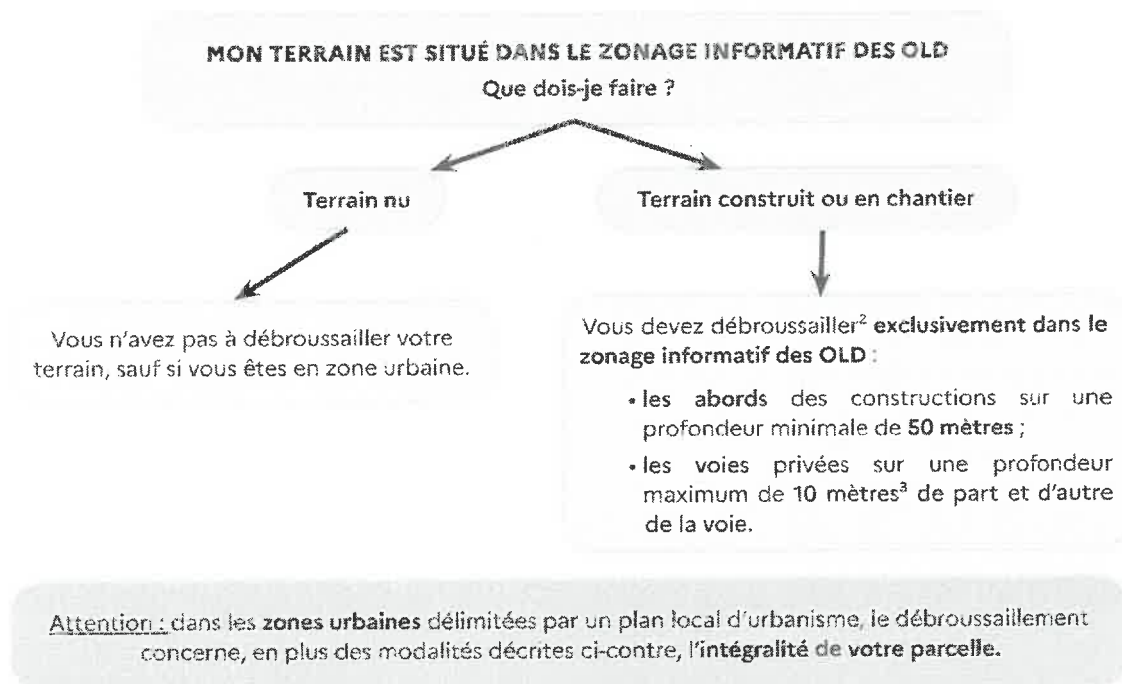 MON TERRAIN EST SITUÉ DANS LE ZONAGE INFORMATIF DES OLD
Que dois-je faire ?
Terrain nu
Terrain construit ou en chantier
Vous n'avez pas à débroussailler votre
terrain, sauf si vous êtes en zone urbaine.
Vous devez débroussailler² exclusivement dans le
zonage informatif des OLD :
• les abords des constructions sur une
profondeur minimale de 50 mètres ;
• les voies privées sur une profondeur
maximum de 10 mètres³ de part et d'autre
de la voie.
Attention : dans les zones urbaines délimitées par un plan local d'urbanisme, le débroussaillement
concerne, en plus des modalités décrites ci-contre, l'intégralité de votre parcelle.